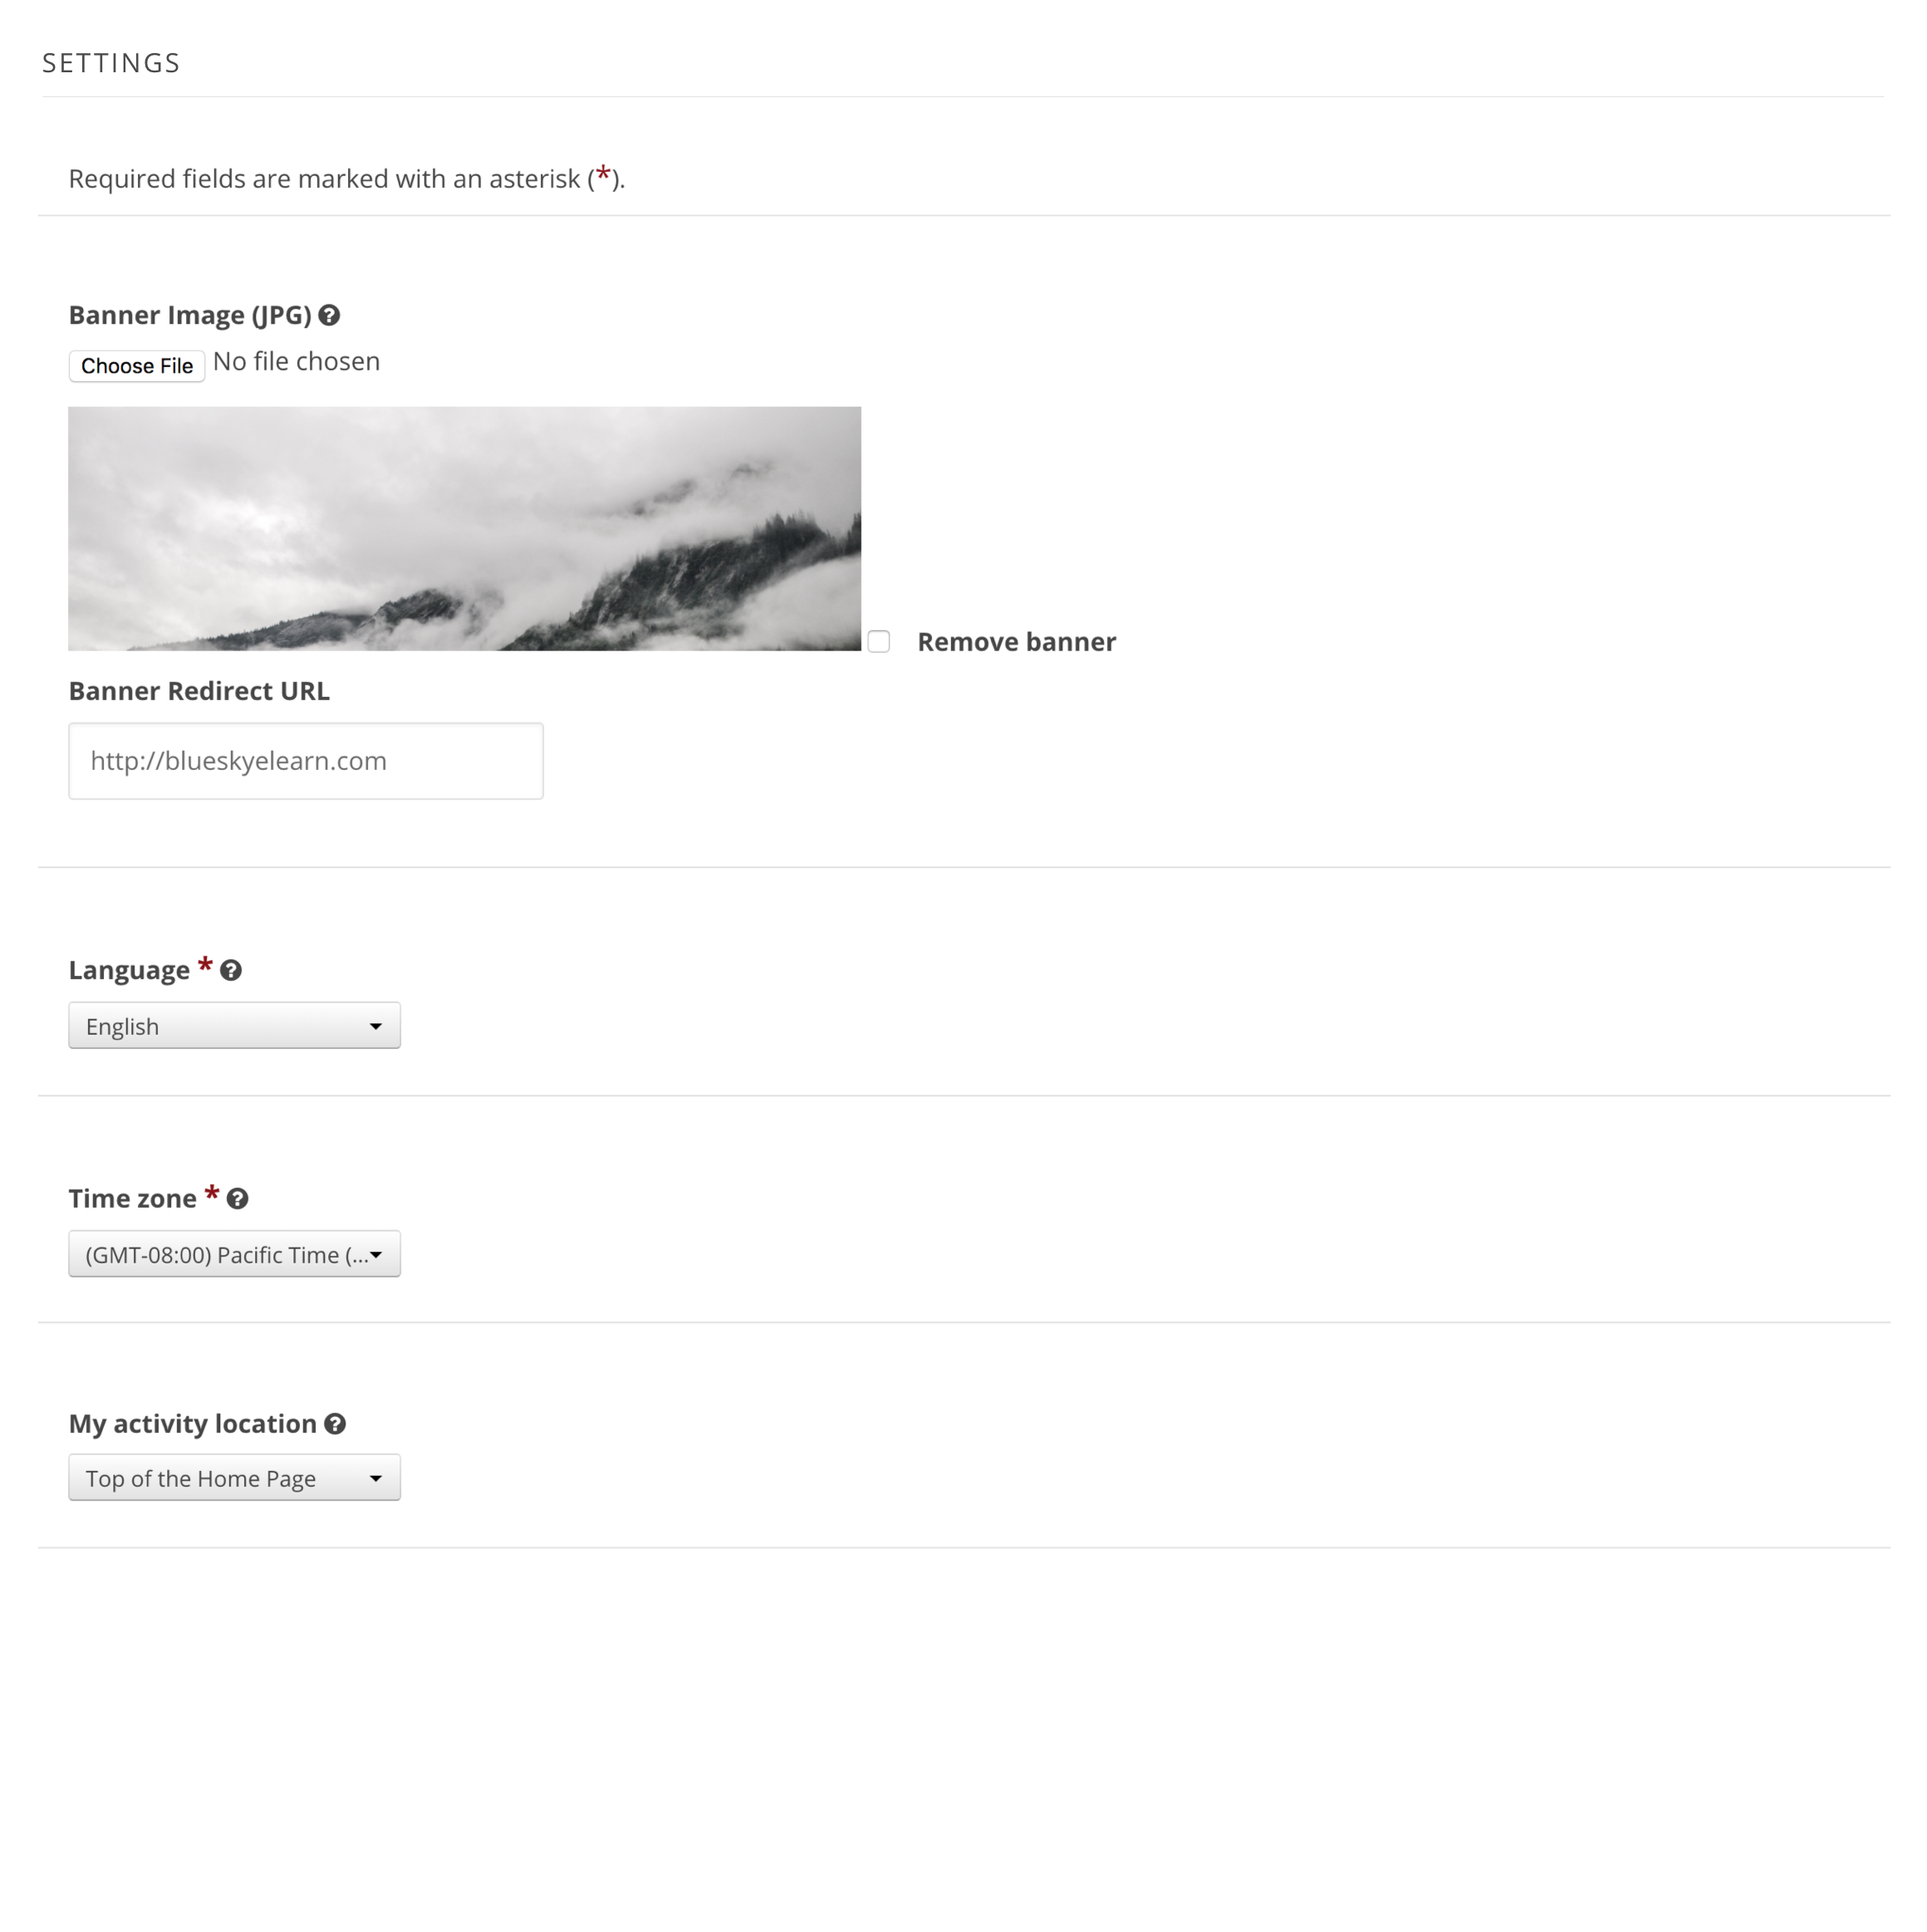 SETTINGS
Required fields are marked with an asterisk (*).
Banner Image (JPG)
Choose File No file chosen
Remove banner
Banner Redirect URL
http://blueskyelearn.com
Language *
English
Time zone *
(GMT-08:00) Pacific Time (...
My activity location
Top of the Home Page